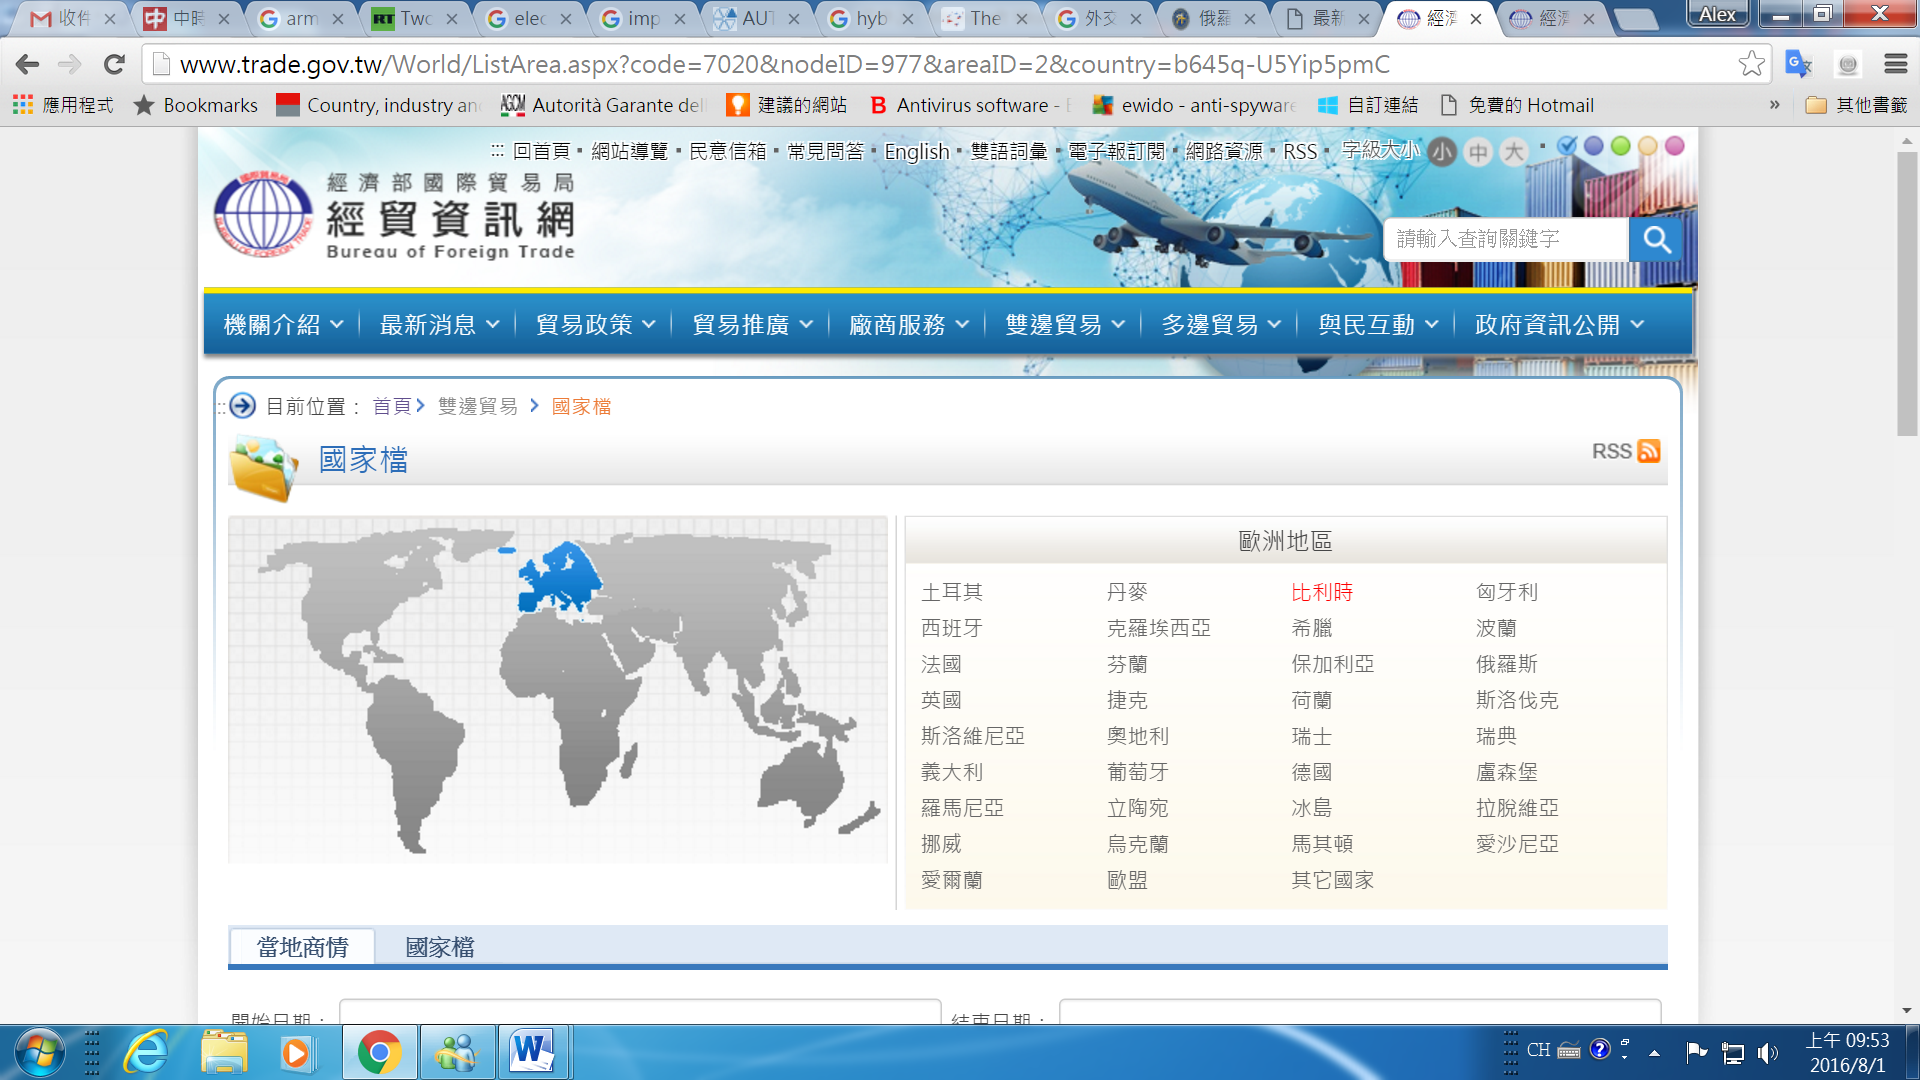 收件 中時 arm Two elec imp AUT hyb The 外交 俄羅 最新 經濟 經濟 Alex
www.trade.gov.tw/World/ListArea.aspx?code=7020&nodeID=977&areaID=2&country=b645q-U5Yip5pmC
應用程式 Bookmarks Country, industry an Autorità Garante del 建議的網站 Antivirus software - ewido - anti-spyware 自訂連結 免費的 Hotmail » 其他書籤
::: 回首頁 · 網站導覽 · 民意信箱 · 常見問答 · English · 雙語詞彙 · 電子報訂閱 · 網路資源 · RSS · 字級大小 小 中 大
經濟部國際貿易局
經貿資訊網
Bureau of Foreign Trade
BUREAU OF FOREIGN TRADE
請輸入查詢關鍵字
機關介紹 最新消息 貿易政策 貿易推廣 廠商服務 雙邊貿易 多邊貿易 與民互動 政府資訊公開
::: 目前位置： 首頁 > 雙邊貿易 > 國家檔
國家檔 RSS
歐洲地區
土耳其 丹麥 比利時 匈牙利
西班牙 克羅埃西亞 希臘 波蘭
法國 芬蘭 保加利亞 俄羅斯
英國 捷克 荷蘭 斯洛伐克
斯洛維尼亞 奧地利 瑞士 瑞典
義大利 葡萄牙 德國 盧森堡
羅馬尼亞 立陶宛 冰島 拉脫維亞
挪威 烏克蘭 馬其頓 愛沙尼亞
愛爾蘭 歐盟 其它國家
當地商情 國家檔
開始日期： 結束日期：
CH 上午 09:53
2016/8/1